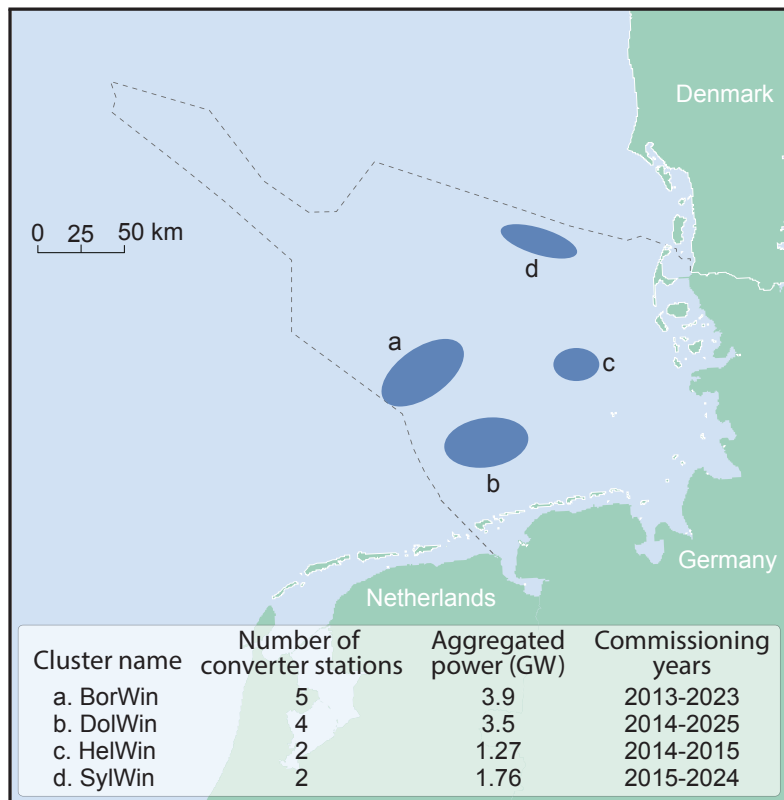 Denmark
0 25 50 km
d
a
c
b
Germany
Netherlands
Cluster name Number of converter stations Aggregated power (GW) Commissioning years
a. BorWin 5 3.9 2013-2023
b. DolWin 4 3.5 2014-2025
c. HelWin 2 1.27 2014-2015
d. SylWin 2 1.76 2015-2024